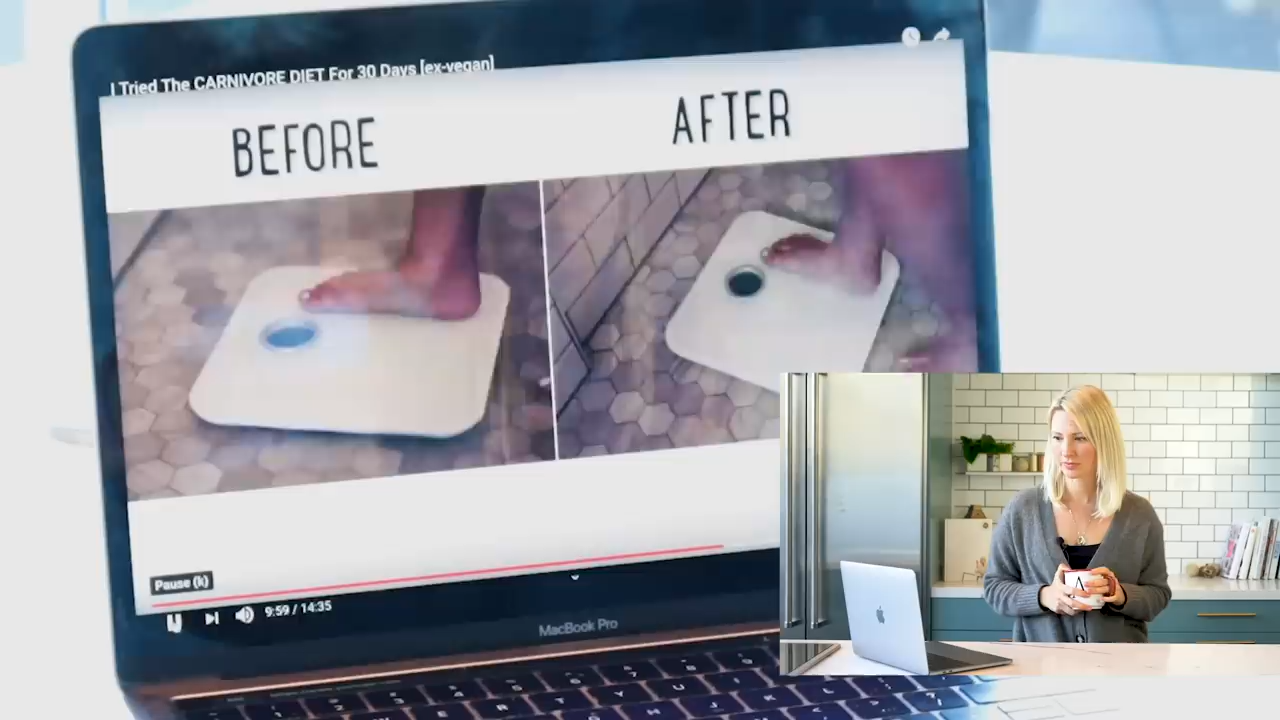 I Tried The CARNIVORE DIET For 30 Days [ex-vegan]
BEFORE
AFTER
Pause (k)
9:59 / 14:35
MacBook Pro
A